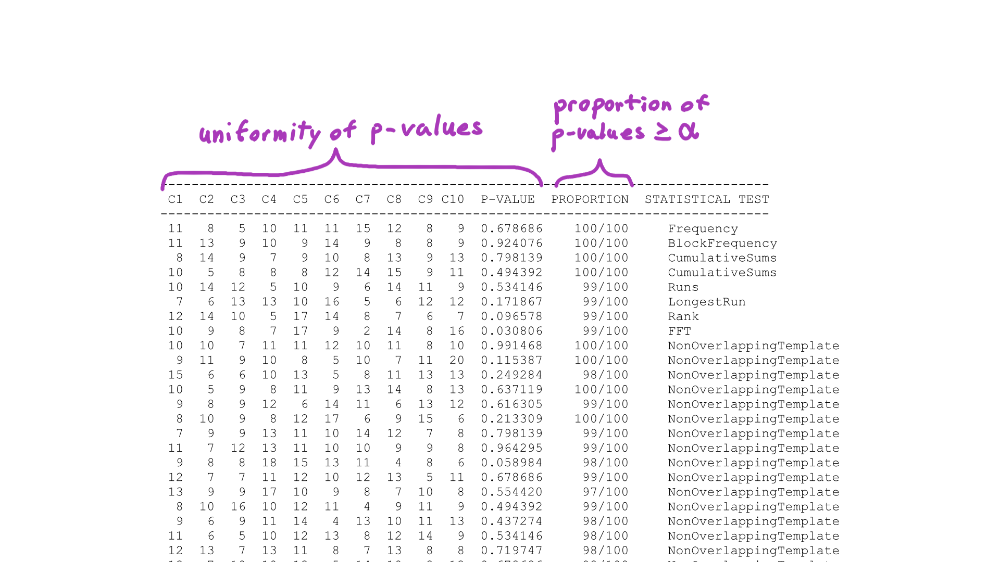 proportion of
uniformity of p-values
p-values ≥ α
------------------------------------------------------------------------------
C1 C2 C3 C4 C5 C6 C7 C8 C9 C10 P-VALUE PROPORTION STATISTICAL TEST
------------------------------------------------------------------------------
11 8 5 10 11 11 15 12 8 9 0.678686 100/100 Frequency
11 13 9 10 9 14 9 8 8 9 0.924076 100/100 BlockFrequency
8 14 9 7 9 10 8 13 9 13 0.798139 100/100 CumulativeSums
10 5 8 8 8 12 14 15 9 11 0.494392 100/100 CumulativeSums
10 14 12 5 10 9 6 14 11 9 0.534146 99/100 Runs
7 6 13 13 10 16 5 6 12 12 0.171867 99/100 LongestRun
12 14 10 5 17 14 8 7 6 7 0.096578 99/100 Rank
10 9 8 7 17 9 2 14 8 16 0.030806 99/100 FFT
10 10 7 11 11 12 10 11 8 10 0.991468 100/100 NonOverlappingTemplate
9 11 9 10 8 5 10 7 11 20 0.115387 100/100 NonOverlappingTemplate
15 6 6 10 13 5 8 11 13 13 0.249284 98/100 NonOverlappingTemplate
10 5 9 8 11 9 13 14 8 13 0.637119 100/100 NonOverlappingTemplate
9 8 9 12 6 14 11 6 13 12 0.616305 99/100 NonOverlappingTemplate
8 10 9 8 12 17 6 9 15 6 0.213309 100/100 NonOverlappingTemplate
7 9 9 13 11 10 14 12 7 8 0.798139 99/100 NonOverlappingTemplate
11 7 12 13 11 10 10 9 9 8 0.964295 99/100 NonOverlappingTemplate
9 8 8 18 15 13 11 4 8 6 0.058984 98/100 NonOverlappingTemplate
12 7 7 11 12 10 12 13 5 11 0.678686 99/100 NonOverlappingTemplate
13 9 9 17 10 9 8 7 10 8 0.554420 97/100 NonOverlappingTemplate
8 10 16 10 12 11 4 9 11 9 0.494392 99/100 NonOverlappingTemplate
9 6 9 11 14 4 13 10 11 13 0.437274 98/100 NonOverlappingTemplate
11 6 5 10 12 13 8 12 14 9 0.534146 98/100 NonOverlappingTemplate
12 13 7 13 11 8 7 13 8 8 0.719747 98/100 NonOverlappingTemplate